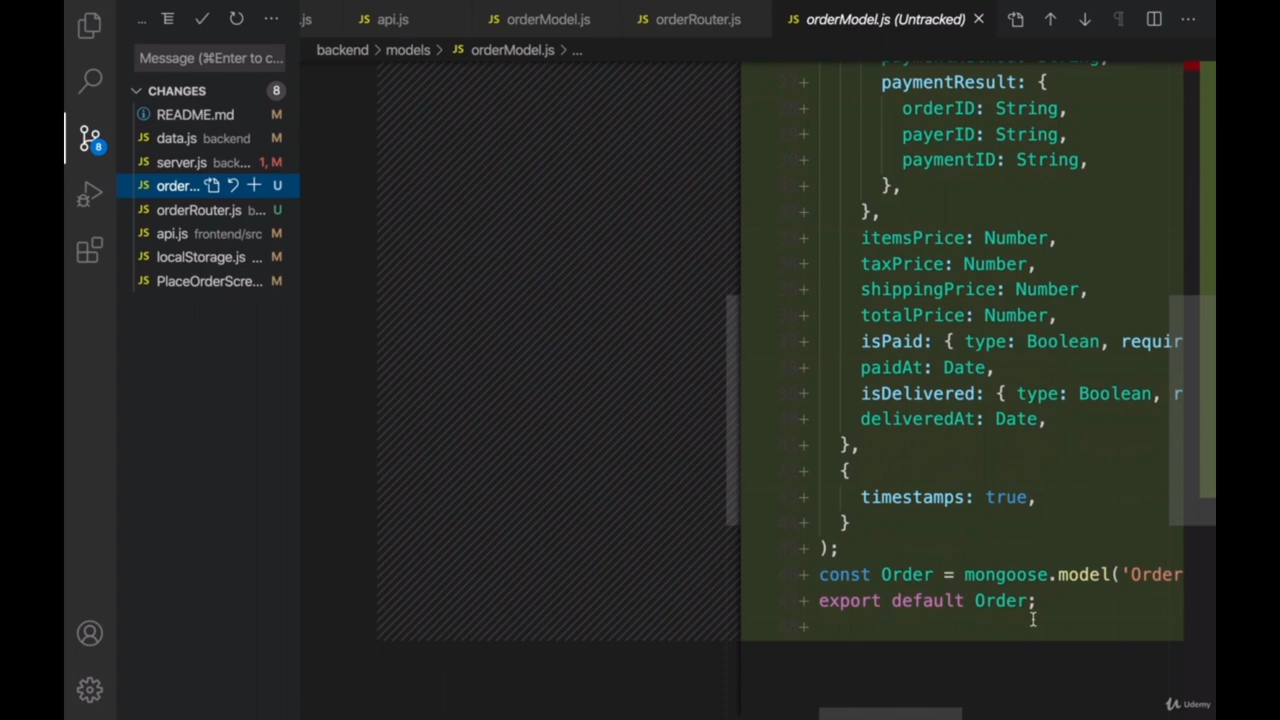 ...
.js
JS api.js
JS orderModel.js
JS orderRouter.js
JS orderModel.js (Untracked)
Message (⌘Enter to c...
backend > models > JS orderModel.js > ...
CHANGES 8
README.md M
JS data.js backend M
JS server.js back... 1, M
JS order... U
JS orderRouter.js b... U
JS api.js frontend/src M
JS localStorage.js ... M
JS PlaceOrderScre... M
8
paymentResult: {
orderID: String,
payerID: String,
paymentID: String,
},
},
itemsPrice: Number,
taxPrice: Number,
shippingPrice: Number,
totalPrice: Number,
isPaid: { type: Boolean, requir
paidAt: Date,
isDelivered: { type: Boolean, r
deliveredAt: Date,
},
{
timestamps: true,
}
);
const Order = mongoose.model('Order
export default Order;
Udemy